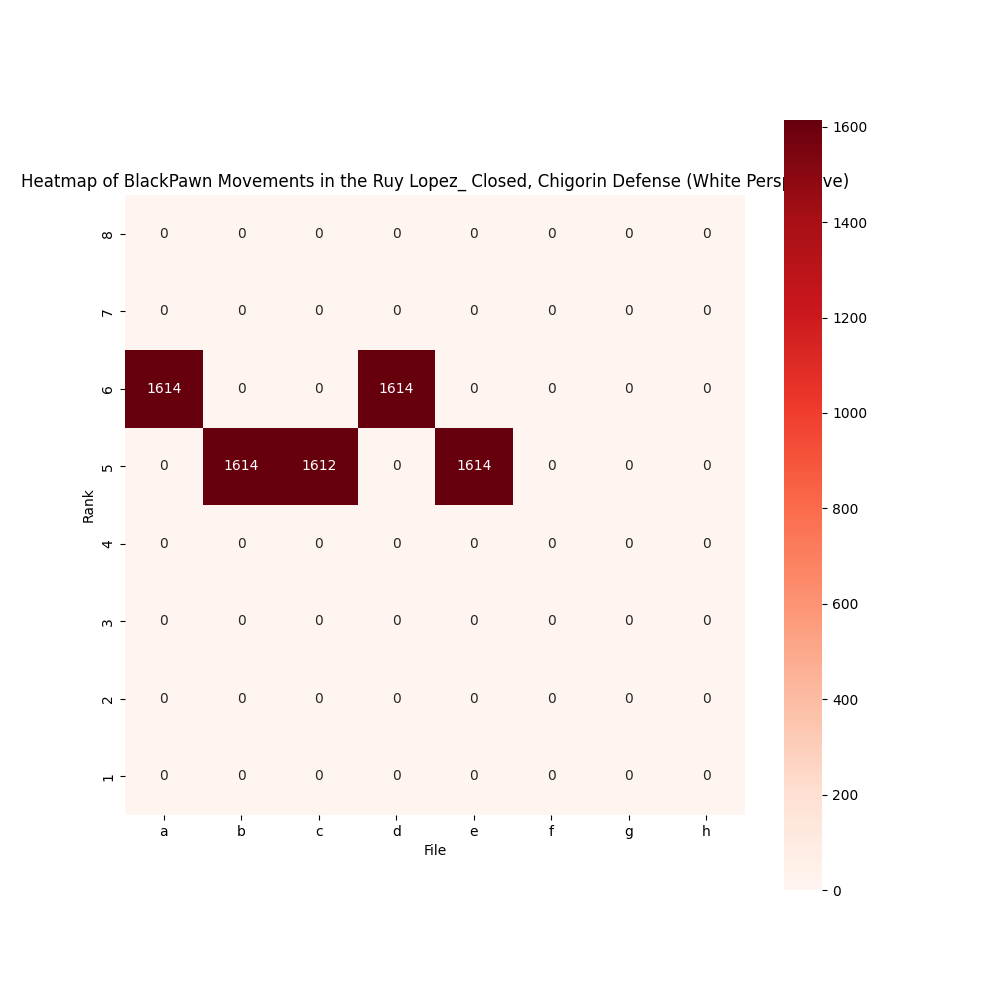 Heatmap of BlackPawn Movements in the Ruy Lopez_ Closed, Chigorin Defense (White Perspective)
8 0 0 0 0 0 0 0 0
7 0 0 0 0 0 0 0 0
6 1614 0 0 1614 0 0 0 0
5 0 1614 1612 0 1614 0 0 0
4 0 0 0 0 0 0 0 0
3 0 0 0 0 0 0 0 0
2 0 0 0 0 0 0 0 0
1 0 0 0 0 0 0 0 0
Rank
a b c d e f g h
File
1600
1400
1200
1000
800
600
400
200
0